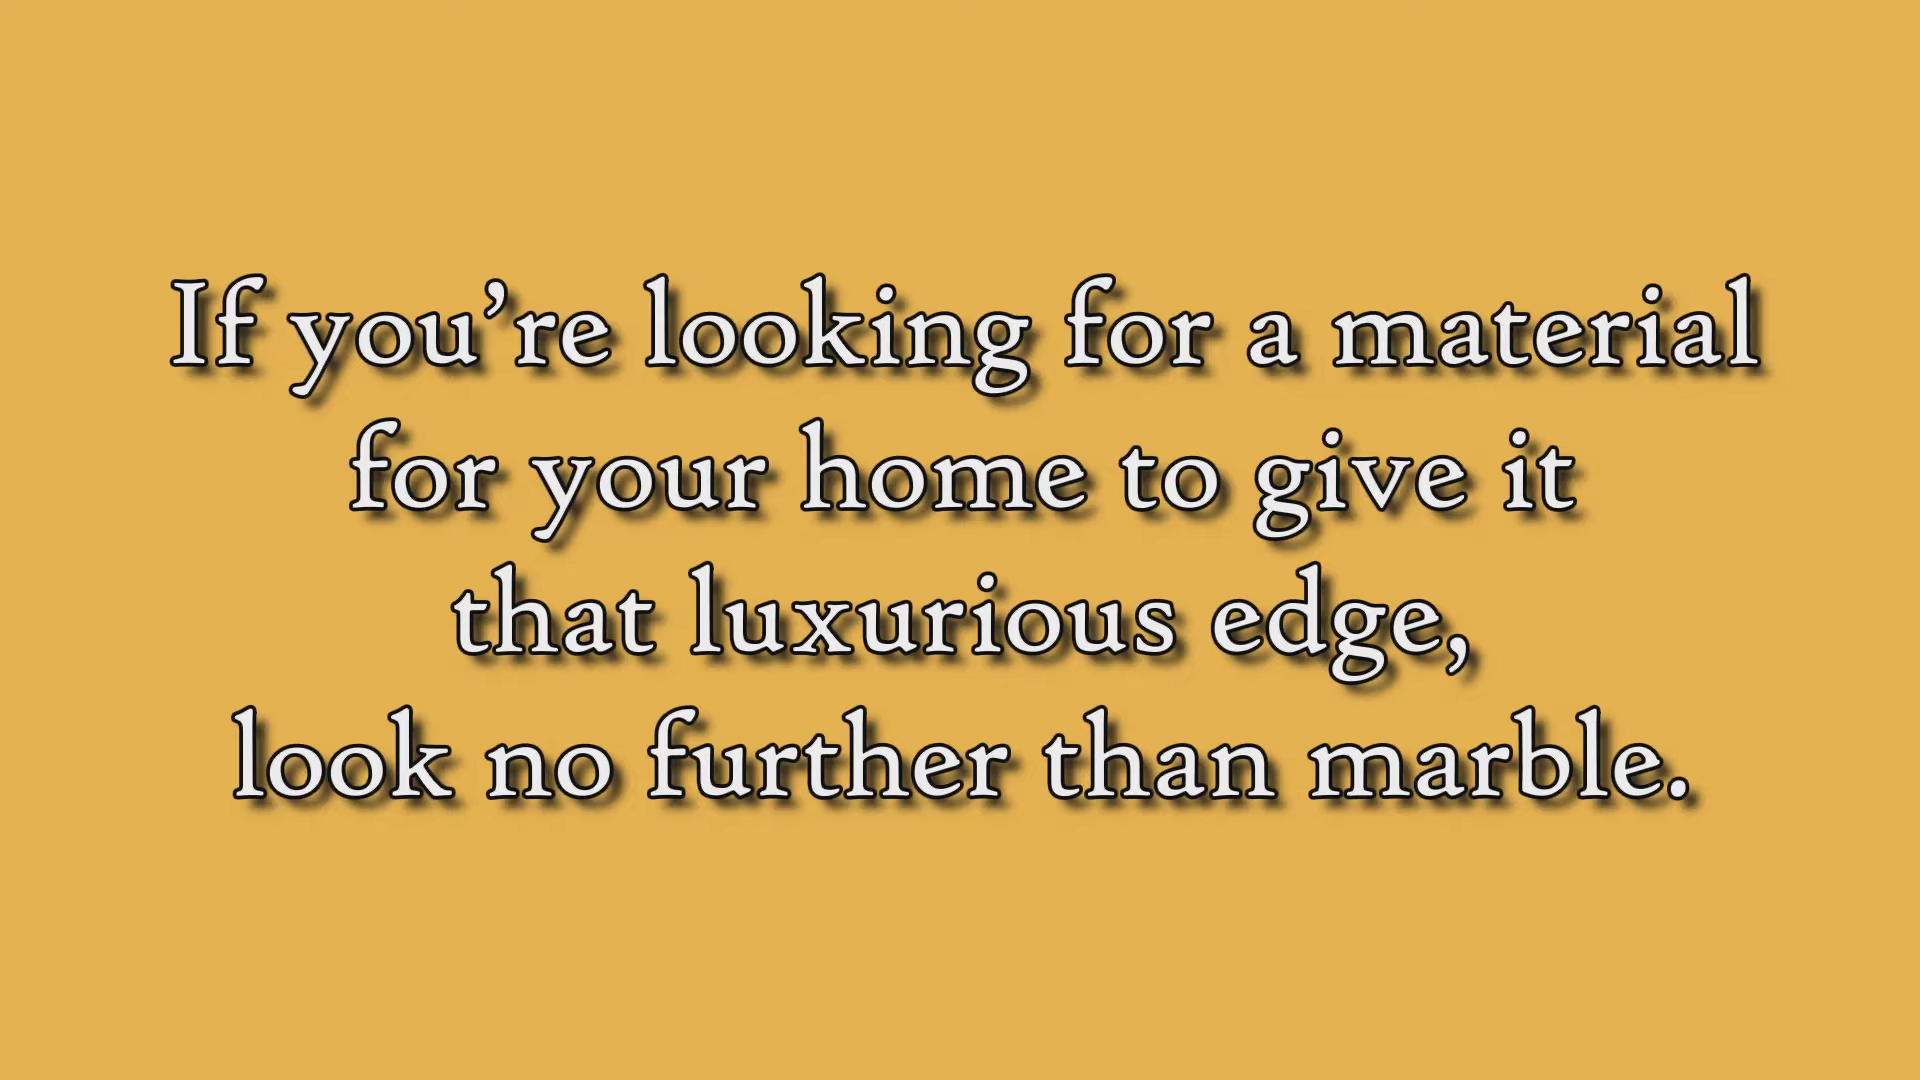 If you’re looking for a material
for your home to give it
that luxurious edge,
look no further than marble.